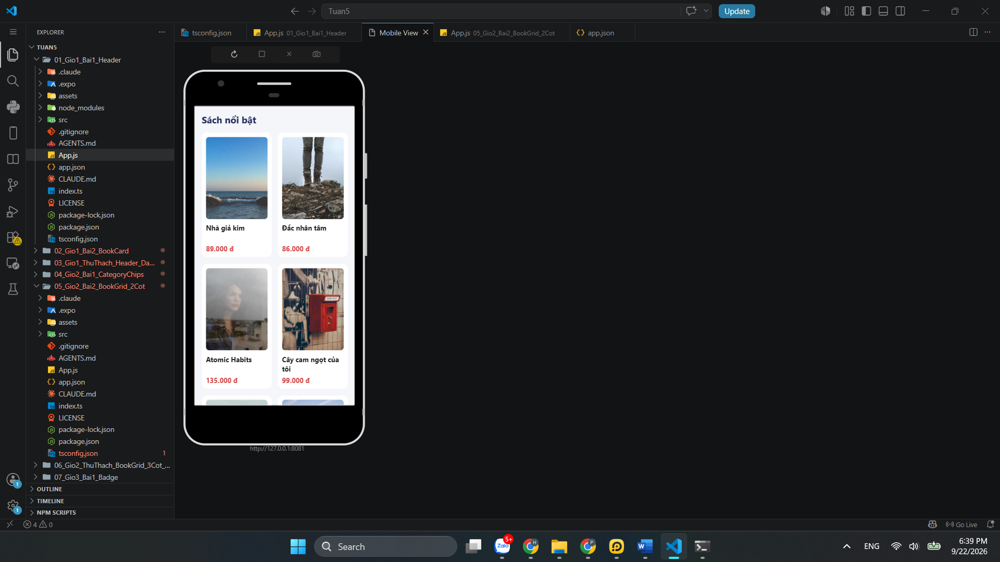 Tuan5
Update
EXPLORER
tsconfig.json
App.js 01_Gio1_Bai1_Header
Mobile View
App.js 05_Gio2_Bai2_BookGrid_2Cot
app.json
TUAN5
01_Gio1_Bai1_Header
.claude
.expo
assets
node_modules
src
.gitignore
AGENTS.md
App.js
app.json
CLAUDE.md
index.ts
LICENSE
package-lock.json
package.json
tsconfig.json
02_Gio1_Bai2_BookCard
03_Gio1_ThuThach_Header_Da...
04_Gio2_Bai1_CategoryChips
05_Gio2_Bai2_BookGrid_2Cot
.claude
.expo
assets
src
.gitignore
AGENTS.md
App.js
app.json
CLAUDE.md
index.ts
LICENSE
package-lock.json
package.json
tsconfig.json 1
06_Gio2_ThuThach_BookGrid_3Cot_...
07_Gio3_Bai1_Badge
OUTLINE
TIMELINE
NPM SCRIPTS
1
1
Sách nổi bật
Nhà giả kim
89.000 đ
Đắc nhân tâm
86.000 đ
Atomic Habits
135.000 đ
Cây cam ngọt của
tôi
99.000 đ
http://127.0.0.1:8081
4 0
Go Live
Search
Zalo
5+
H
P
W
ENG
6:39 PM
9/22/2026